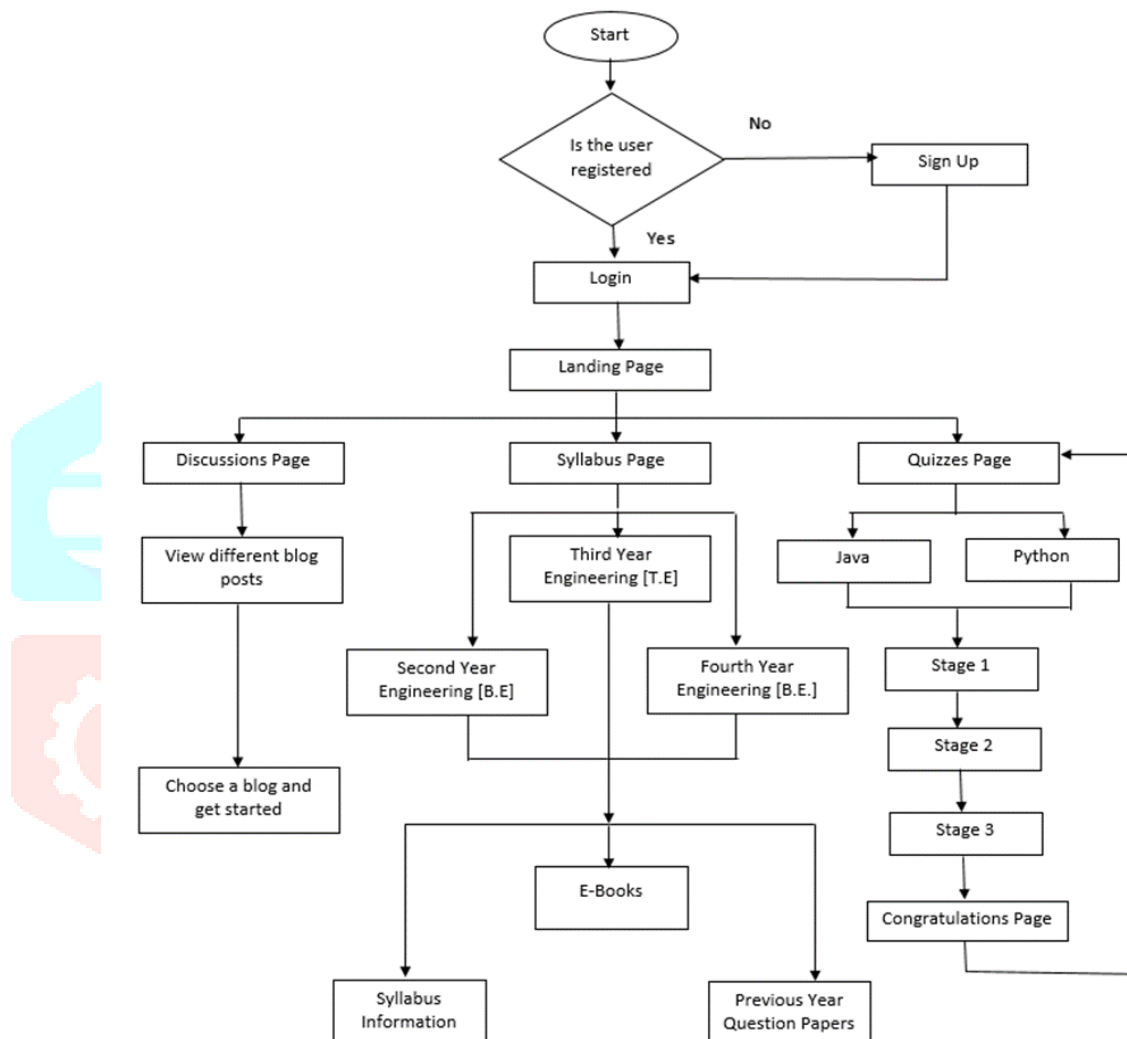 Start
Is the user
registered
No
Sign Up
Yes
Login
Landing Page
Discussions Page
Syllabus Page
Quizzes Page
View different blog
posts
Third Year
Engineering [T.E]
Java
Python
Second Year
Engineering [B.E]
Fourth Year
Engineering [B.E.]
Stage 1
Stage 2
Choose a blog and
get started
Stage 3
E-Books
Congratulations Page
Syllabus
Information
Previous Year
Question Papers